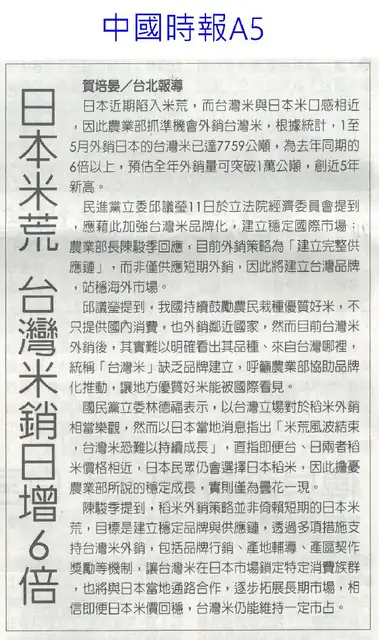 中國時報A5
日本米荒 台灣米銷日增6倍
賀培晏／台北報導
日本近期陷入米荒，而台灣米與日本米口感相近
，因此農業部抓準機會外銷台灣米，根據統計，1至
5月外銷日本的台灣米已達7759公噸，為去年同期的
6倍以上，預估全年外銷量可突破1萬公噸，創近5年
新高。
民進黨立委邱議瑩11日於立法院經濟委員會提到
，應藉此加強台灣米品牌化，建立穩定國際市場；
農業部長陳駿季回應，目前外銷策略為「建立完整供
應鏈」，而非僅供應短期外銷，因此將建立台灣品牌
，站穩海外市場。
邱議瑩提到，我國持續鼓勵農民栽種優質好米，不
只提供國內消費，也外銷鄰近國家，然而目前台灣米
外銷後，其實難以明確看出其品種、來自台灣哪裡，
統稱「台灣米」缺乏品牌建立，呼籲農業部協助品牌
化推動，讓地方優質好米能被國際看見。
國民黨立委林德福表示，以台灣立場對於稻米外銷
相當樂觀，然而以日本當地消息指出「米荒風波結束
，台灣米恐難以持續成長」，直指即便台、日兩者稻
米價格相近，日本民眾仍會選擇日本稻米，因此擔憂
農業部所說的穩定成長，實則僅為曇花一現。
陳駿季提到，稻米外銷策略並非倚賴短期的日本米
荒，目標是建立穩定品牌與供應鏈，透過多項措施支
持台灣米外銷，包括品牌行銷、產地輔導、產區契作
獎勵等機制，讓台灣米在日本市場鎖定特定消費族群
，也將與日本當地通路合作，逐步拓展長期市場，相
信即便日本米價回穩，台灣米仍能維持一定市占。